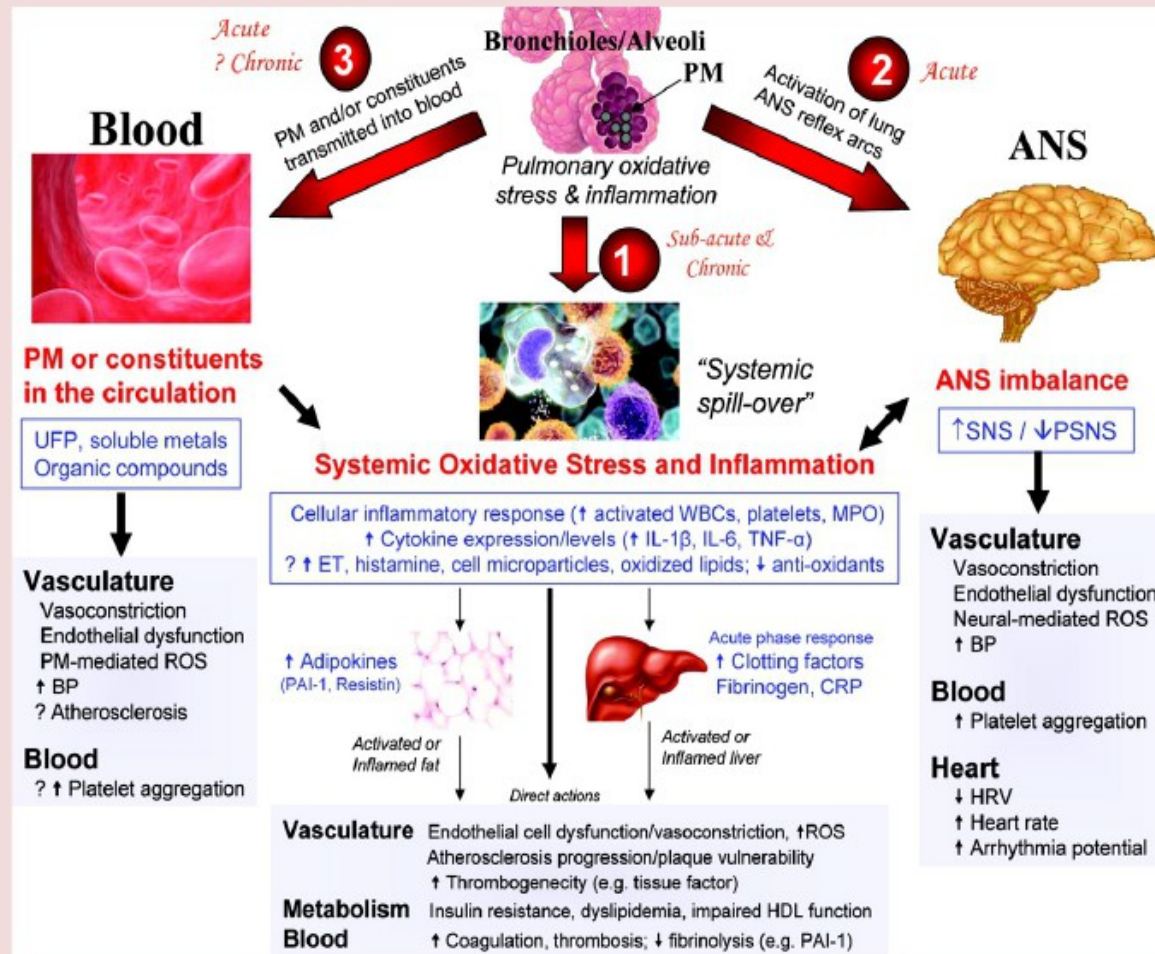 Acute
? Chronic
3
PM and/or constituents
transmitted into blood
Bronchioles/Alveoli
PM
Pulmonary oxidative
stress & inflammation
2
Acute
Activation of lung
ANS reflex arcs
Blood
ANS
1
Sub-acute &
Chronic
"Systemic
spill-over"
PM or constituents
in the circulation
UFP, soluble metals
Organic compounds
Vasculature
Vasoconstriction
Endothelial dysfunction
PM-mediated ROS
↑ BP
? Atherosclerosis
Blood
? ↑ Platelet aggregation
Systemic Oxidative Stress and Inflammation
Cellular inflammatory response (↑ activated WBCs, platelets, MPO)
↑ Cytokine expression/levels (↑ IL-1β, IL-6, TNF-α)
? ↑ ET, histamine, cell microparticles, oxidized lipids; ↓ anti-oxidants
↑ Adipokines
(PAI-1, Resistin)
Activated or
Inflamed fat
Acute phase response
↑ Clotting factors
Fibrinogen, CRP
Activated or
Inflamed liver
Direct actions
Vasculature Endothelial cell dysfunction/vasoconstriction, ↑ROS
Atherosclerosis progression/plaque vulnerability
↑ Thrombogenecity (e.g. tissue factor)
Metabolism Insulin resistance, dyslipidemia, impaired HDL function
Blood ↑ Coagulation, thrombosis; ↓ fibrinolysis (e.g. PAI-1)
ANS imbalance
↑SNS / ↓PSNS
Vasculature
Vasoconstriction
Endothelial dysfunction
Neural-mediated ROS
↑ BP
Blood
↑ Platelet aggregation
Heart
↓ HRV
↑ Heart rate
↑ Arrhythmia potential